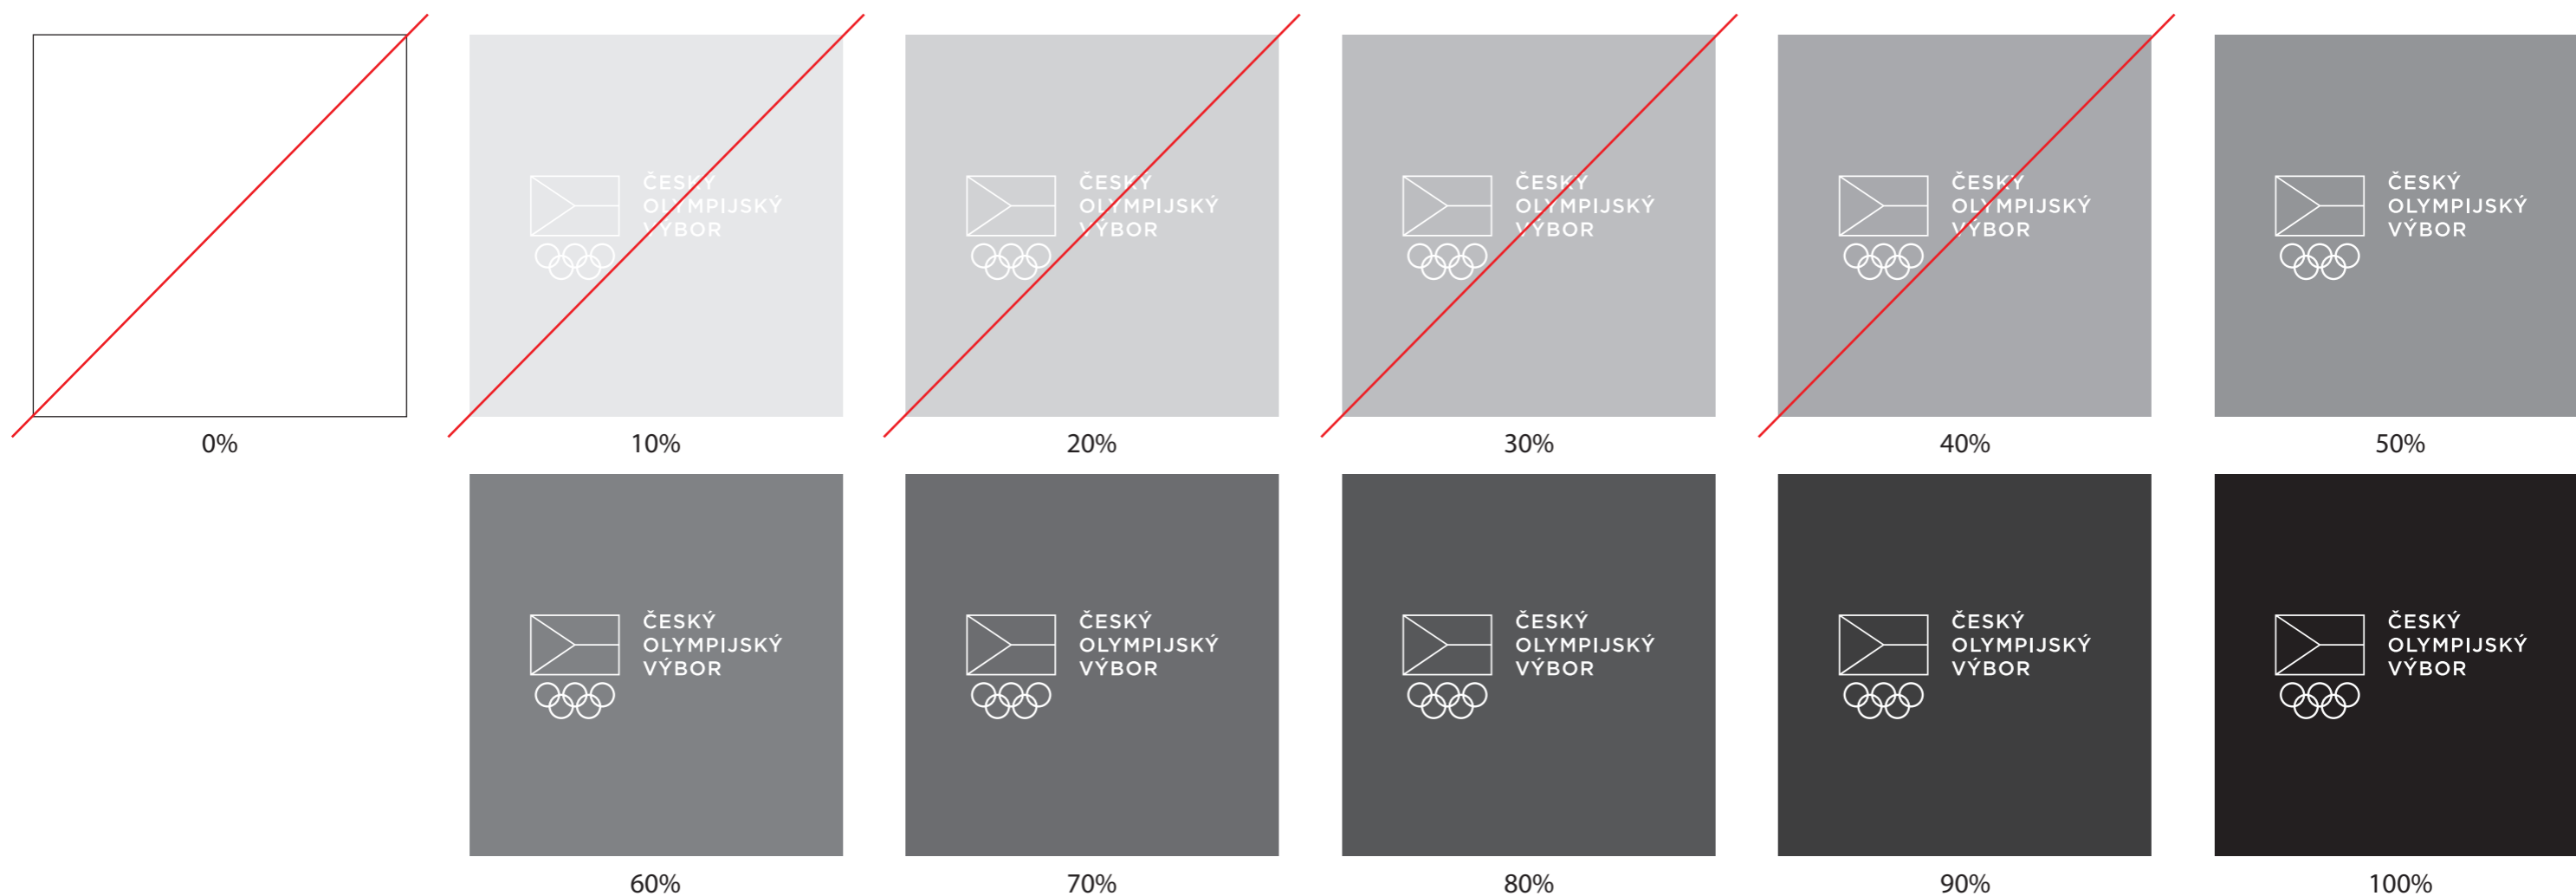 ČESKÝ
OLYMPIJSKÝ
VÝBOR
ČESKÝ
OLYMPIJSKÝ
VÝBOR
ČESKÝ
OLYMPIJSKÝ
VÝBOR
ČESKÝ
OLYMPIJSKÝ
VÝBOR
ČESKÝ
OLYMPIJSKÝ
VÝBOR
0%
10%
20%
30%
40%
50%
ČESKÝ
OLYMPIJSKÝ
VÝBOR
ČESKÝ
OLYMPIJSKÝ
VÝBOR
ČESKÝ
OLYMPIJSKÝ
VÝBOR
ČESKÝ
OLYMPIJSKÝ
VÝBOR
ČESKÝ
OLYMPIJSKÝ
VÝBOR
60%
70%
80%
90%
100%